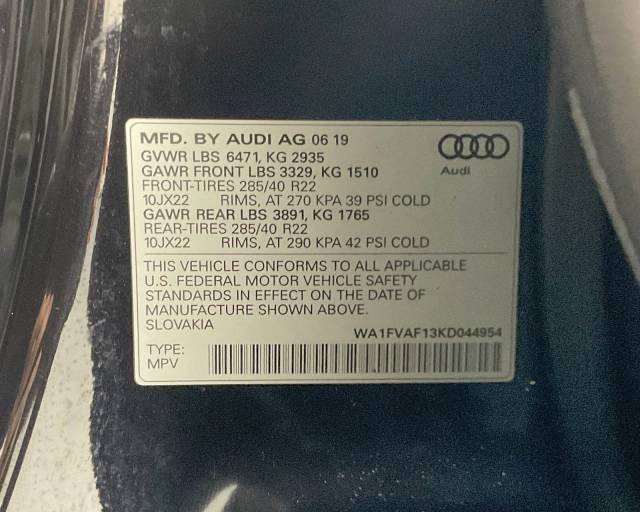 MFD. BY AUDI AG 06 19
GVWR LBS 6471, KG 2935
GAWR FRONT LBS 3329, KG 1510
FRONT-TIRES 285/40 R22
10JX22 RIMS, AT 270 KPA 39 PSI COLD
GAWR REAR LBS 3891, KG 1765
REAR-TIRES 285/40 R22
10JX22 RIMS, AT 290 KPA 42 PSI COLD
Audi
THIS VEHICLE CONFORMS TO ALL APPLICABLE
U.S. FEDERAL MOTOR VEHICLE SAFETY
STANDARDS IN EFFECT ON THE DATE OF
MANUFACTURE SHOWN ABOVE.
SLOVAKIA
WA1FVAF13KD044954
TYPE:
MPV